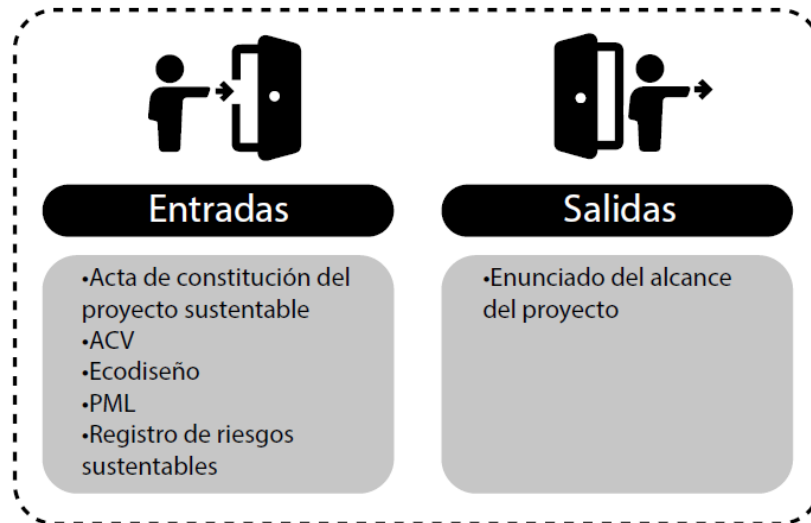 Entradas
•Acta de constitución del
proyecto sustentable
•ACV
•Ecodiseño
•PML
•Registro de riesgos
sustentables
Salidas
•Enunciado del alcance
del proyecto